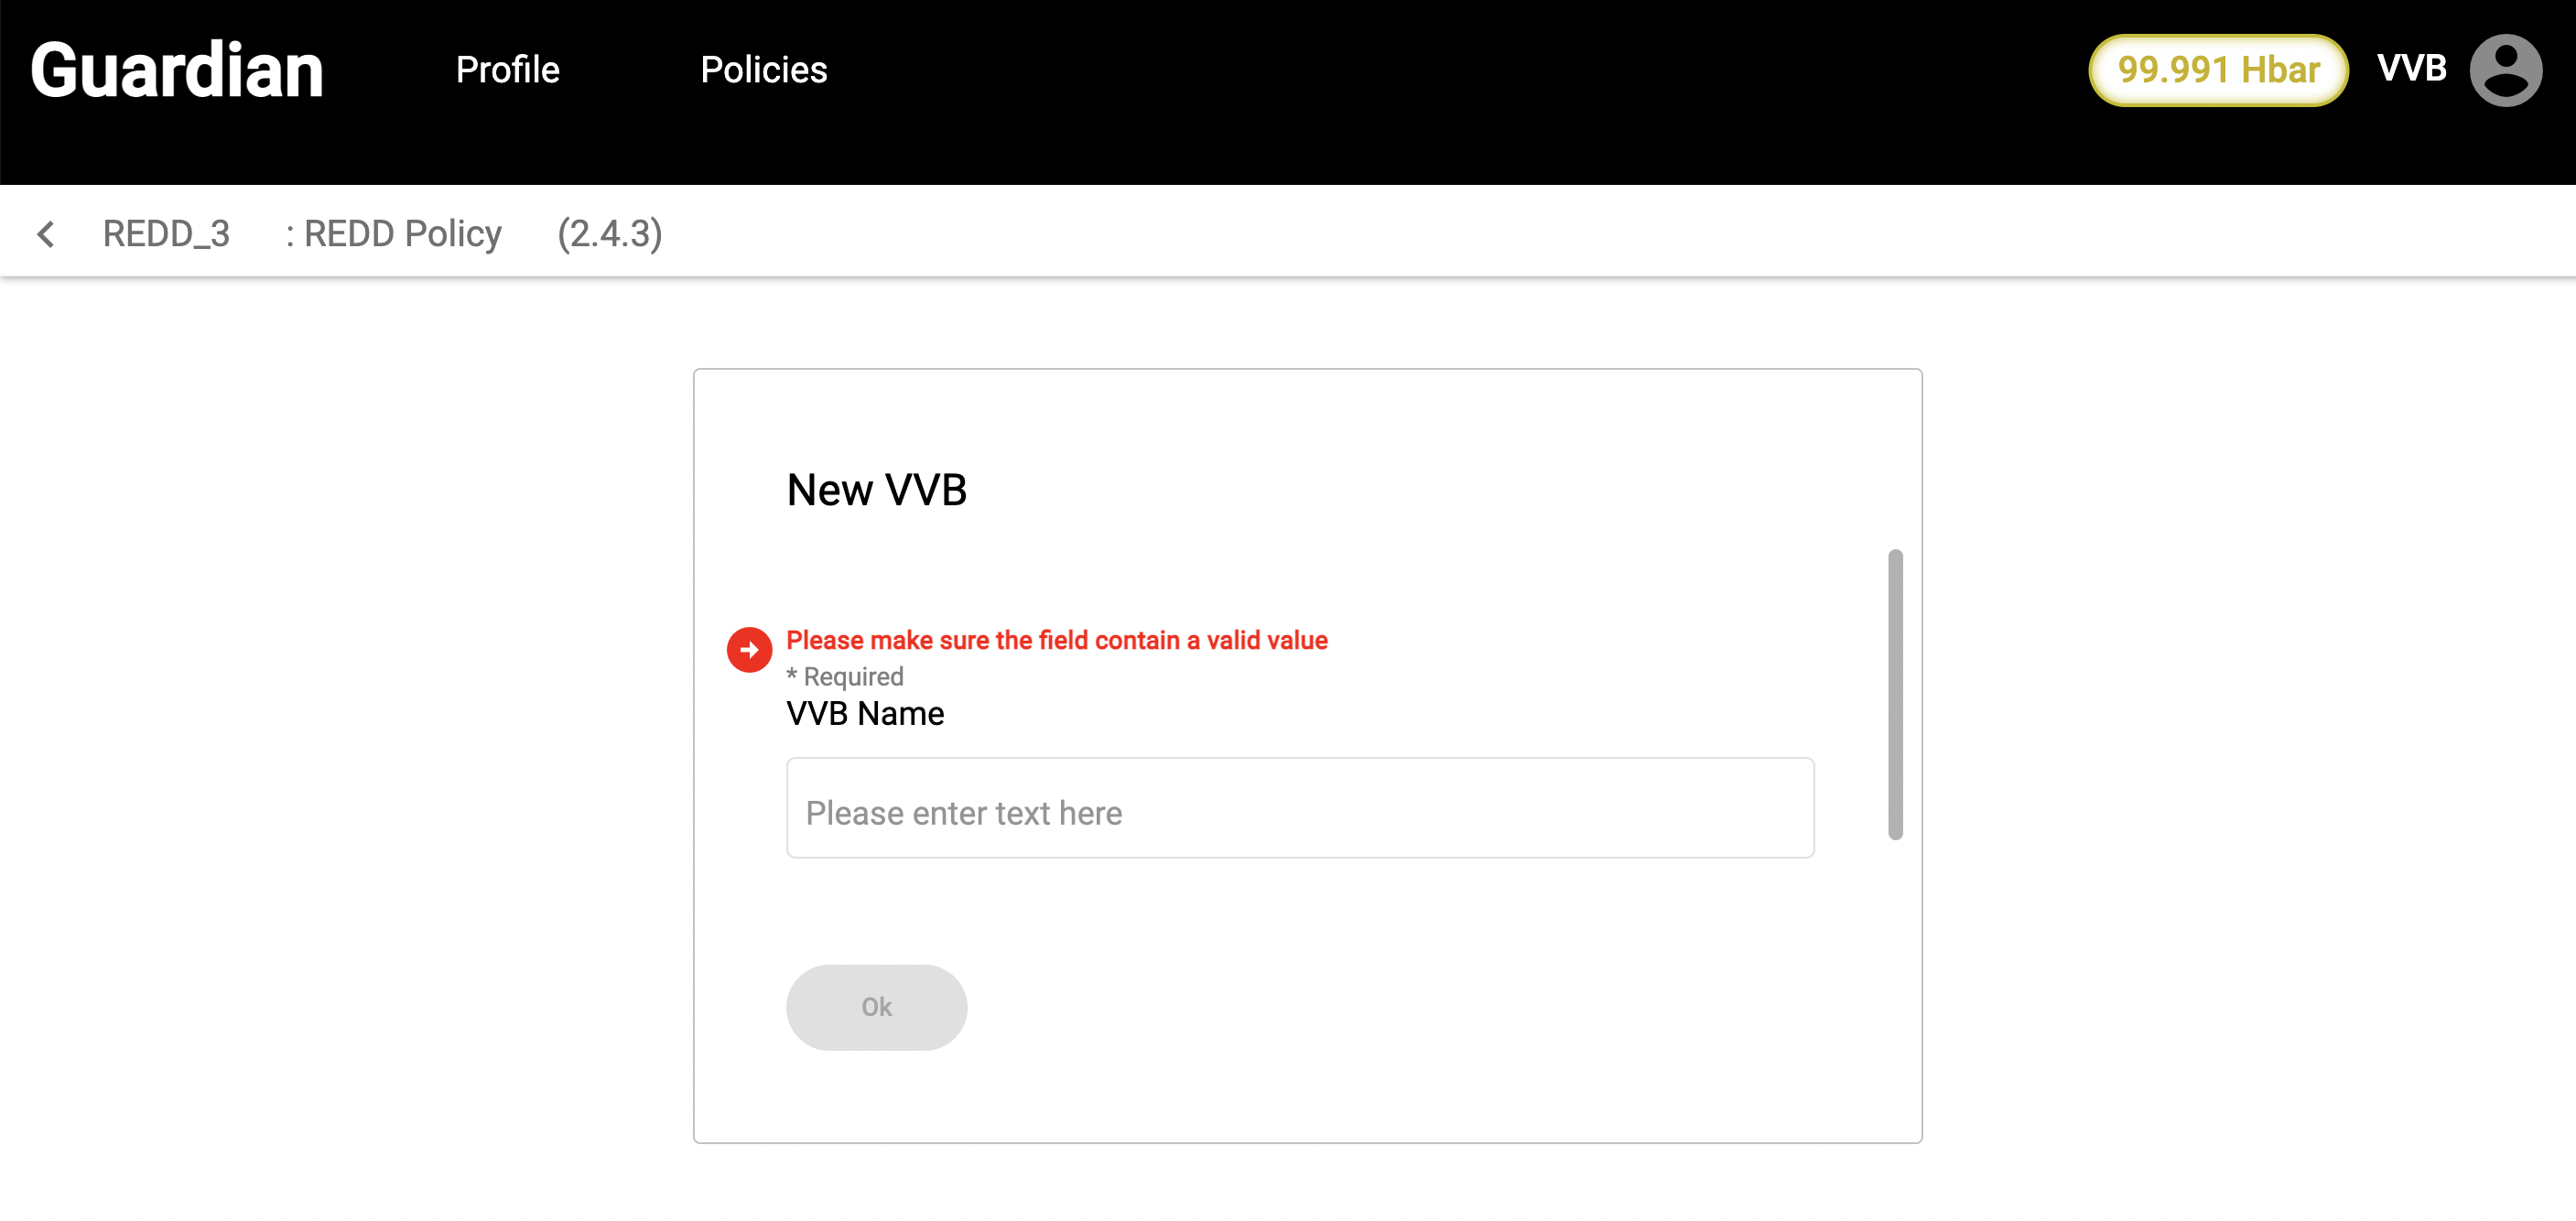 Guardian Profile Policies 99.991 Hbar VVB
REDD_3 : REDD Policy (2.4.3)
New VVB
Please make sure the field contain a valid value
* Required
VVB Name
Please enter text here
Ok